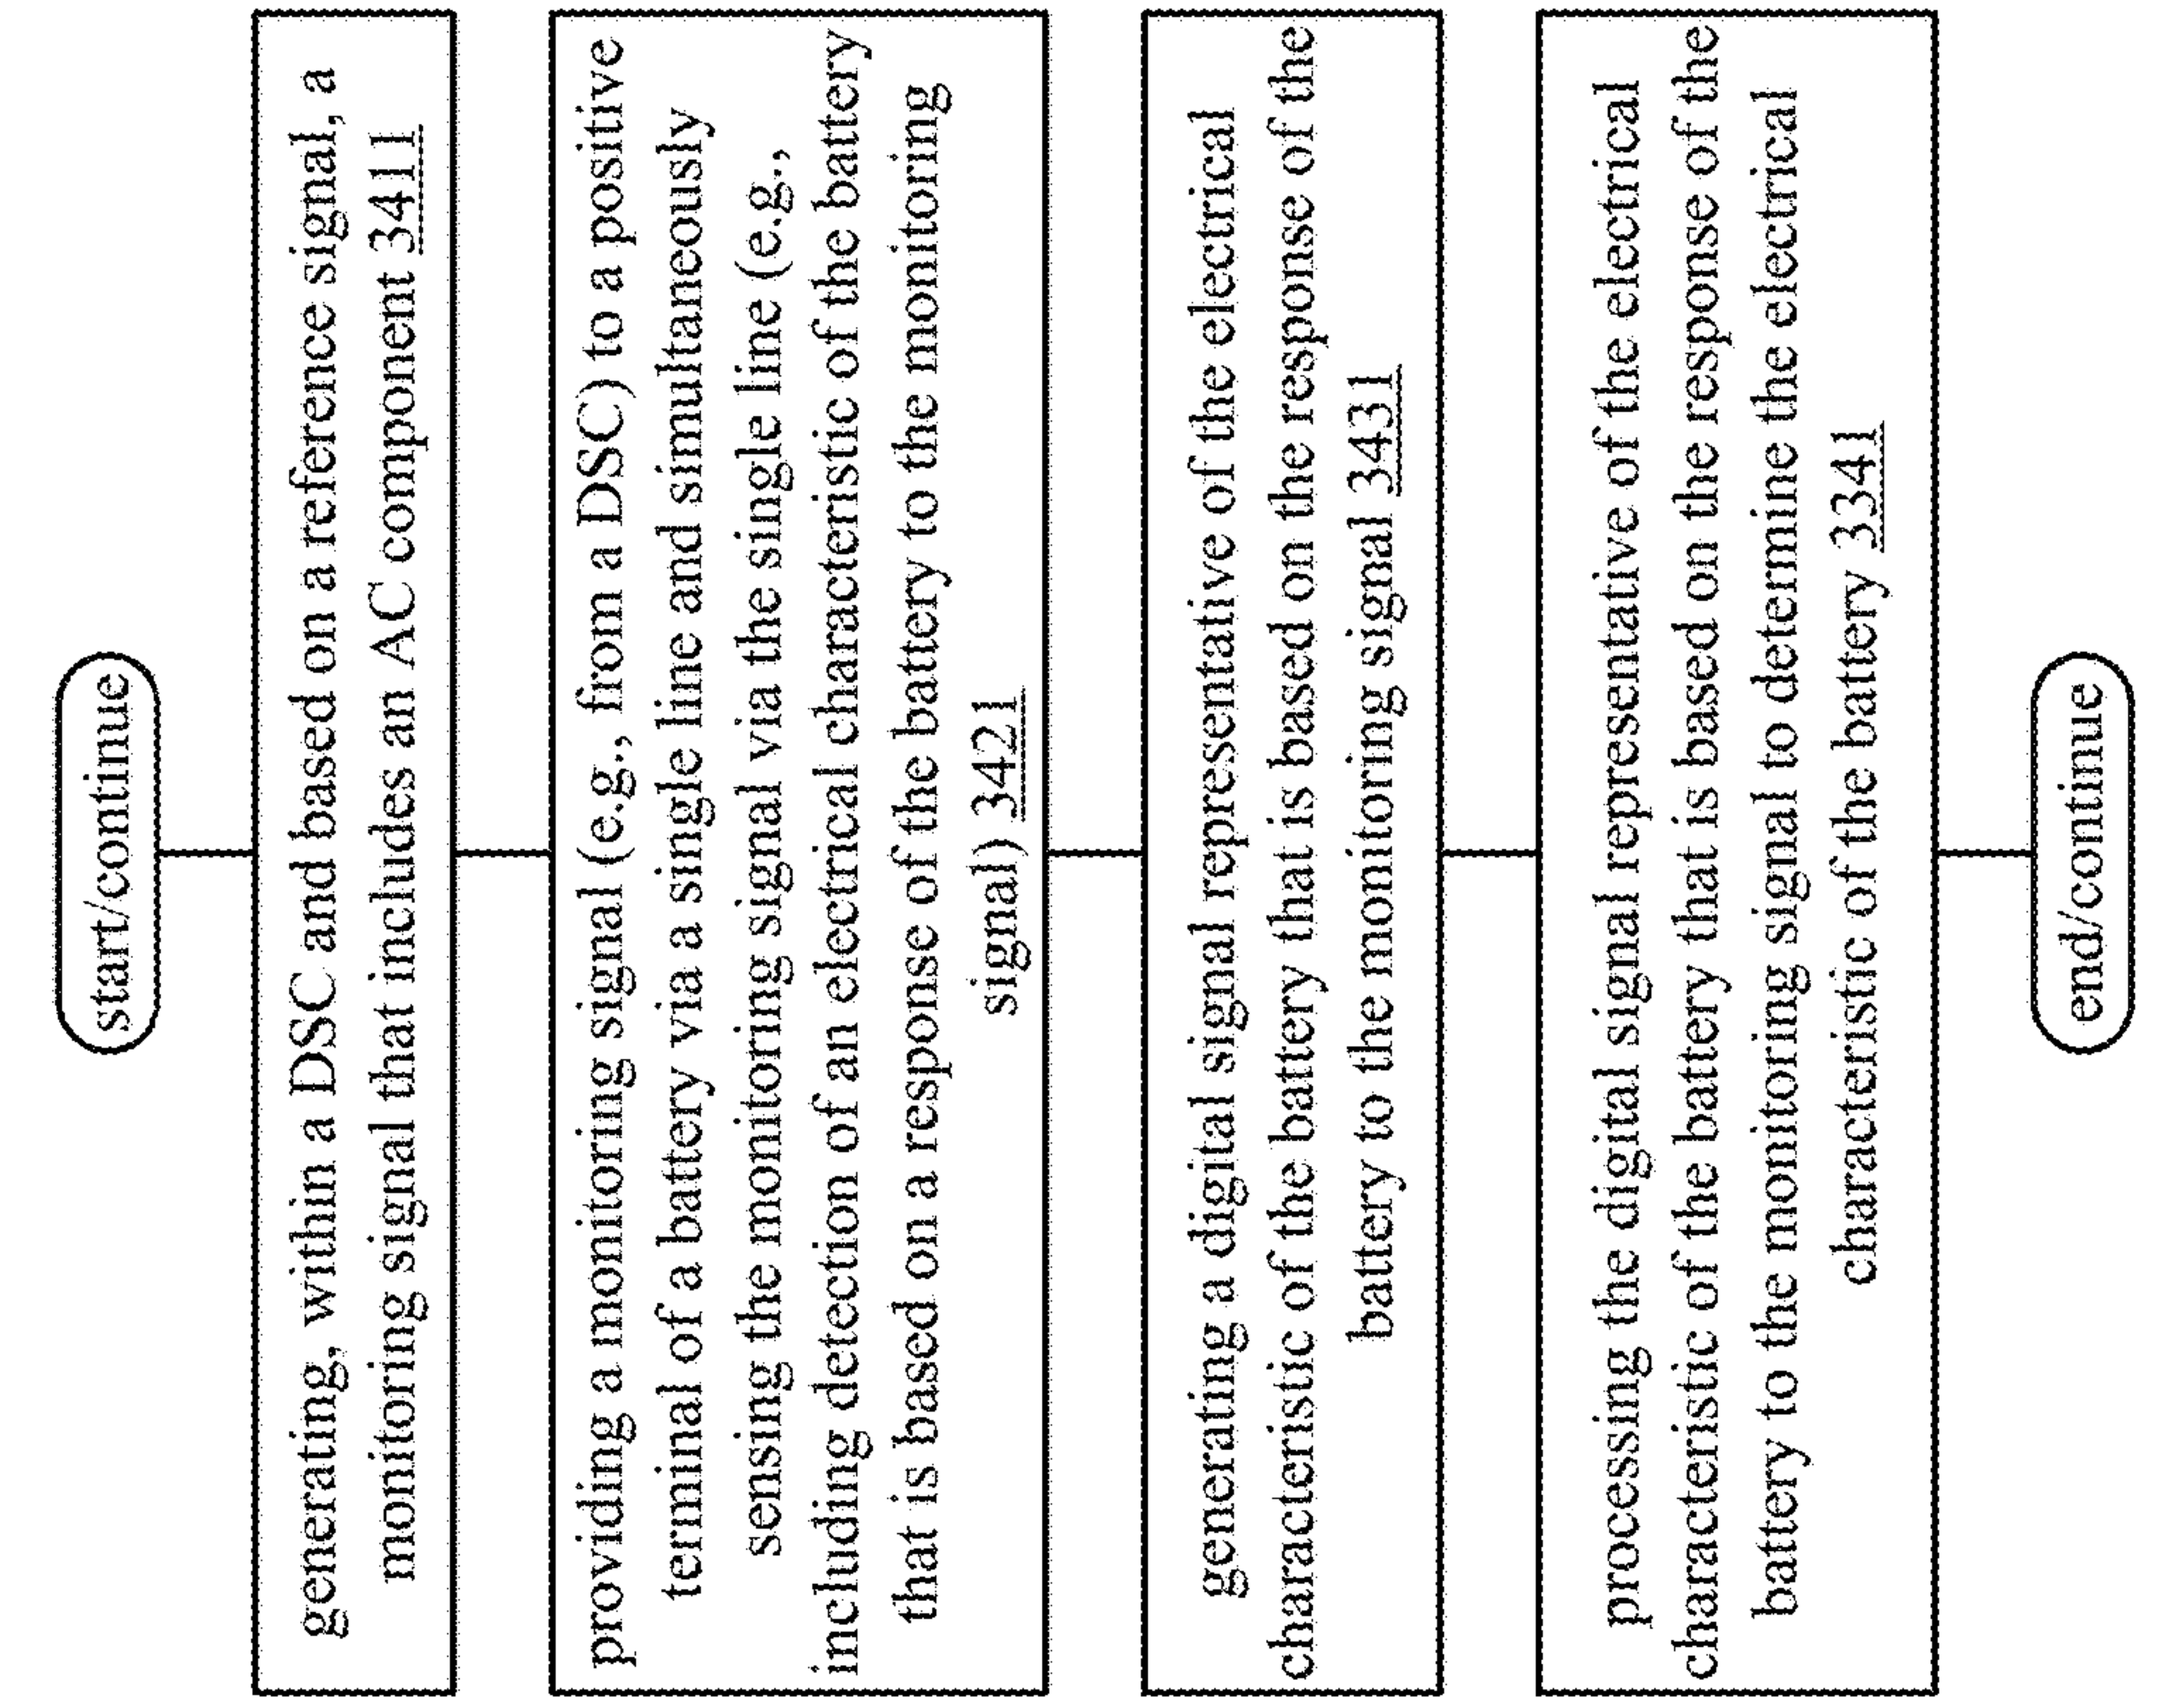 start/continue
generating, within a DSC and based on a reference signal, a
monitoring signal that includes an AC component 3411
providing a monitoring signal (e.g., from a DSC) to a positive
terminal of a battery via a single line and simultaneously
sensing the monitoring signal via the single line (e.g.,
including detection of an electrical characteristic of the battery
that is based on a response of the battery to the monitoring
signal) 3421
generating a digital signal representative of the electrical
characteristic of the battery that is based on the response of the
battery to the monitoring signal 3431
processing the digital signal representative of the electrical
characteristic of the battery that is based on the response of the
battery to the monitoring signal to determine the electrical
characteristic of the battery 3341
end/continue